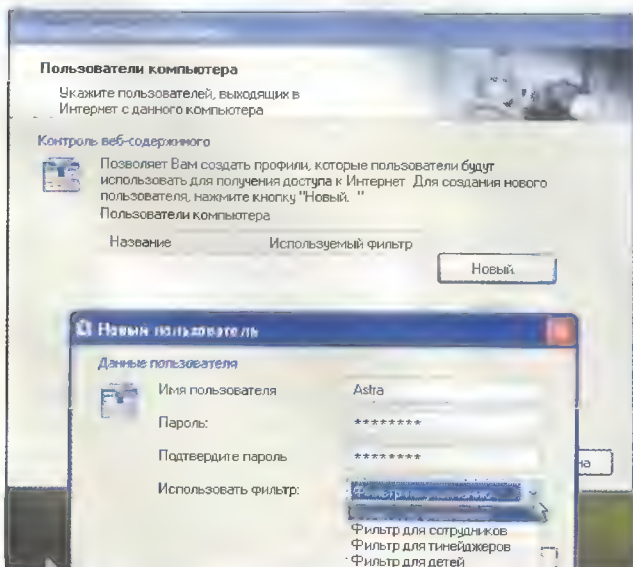 Пользователи компьютера
Укажите пользователей, выходящих в
Интернет с данного компьютера
Контроль веб-содержимого
Позволяет Вам создать профили, которые пользователи будут
использовать для получения доступа к Интернет Для создания нового
пользователя, нажмите кнопку "Новый. "
Пользователи компьютера
Название Используемый фильтр
Новый
Новый пользователь
Данные пользователя
Имя пользователя Astra
Пароль: ********
Подтвердите пароль ********
на
Использовать фильтр:
Фильтр для сотрудников
Фильтр для тинейджеров
Фильтр для детей